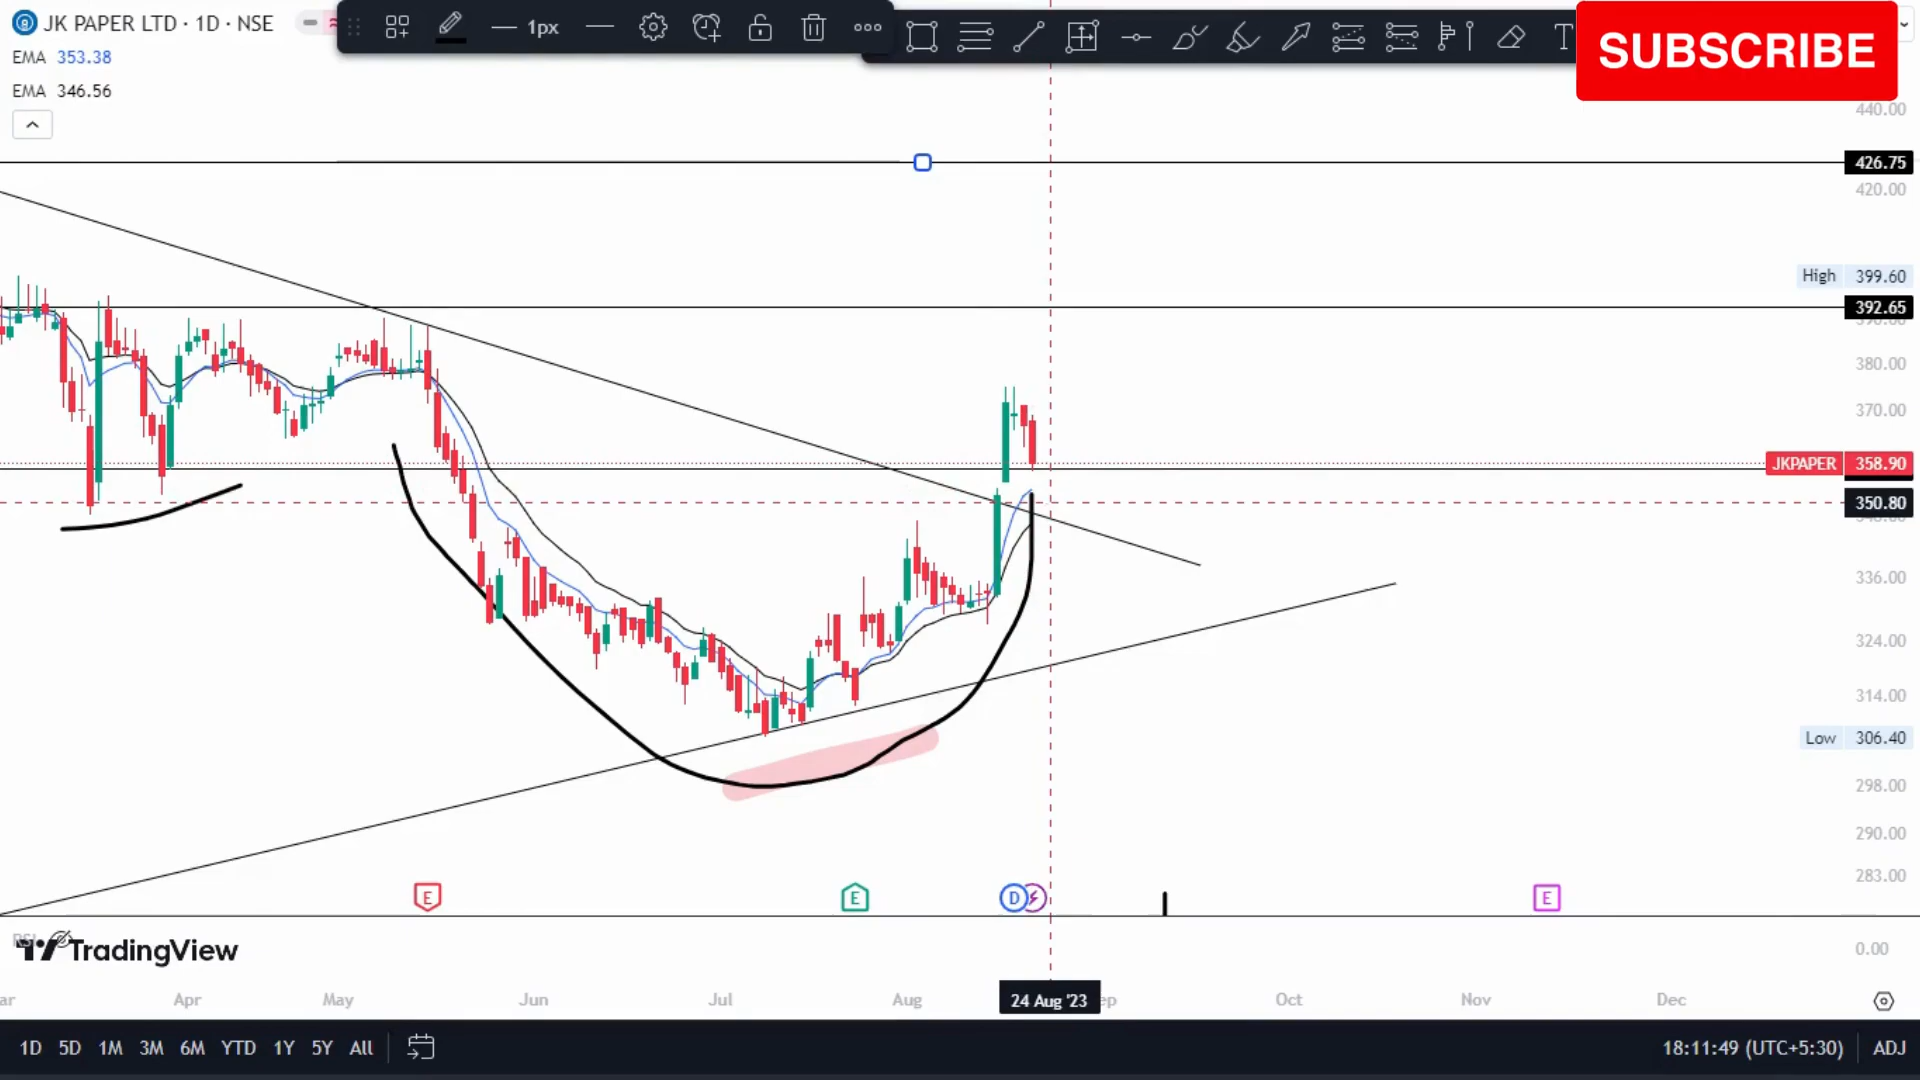 JK PAPER LTD · 1D · NSE
1px
T
SUBSCRIBE
EMA 353.38
EMA 346.56
440.00
426.75
420.00
High 399.60
392.65
380.00
370.00
JKPAPER 358.90
350.80
336.00
324.00
314.00
Low 306.40
298.00
290.00
283.00
E
E
D
E
RSI
TradingView
0.00
Apr
May
Jun
Jul
Aug
24 Aug '23
Oct
Nov
Dec
1D 5D 1M 3M 6M YTD 1Y 5Y All
18:11:49 (UTC+5:30)
ADJ